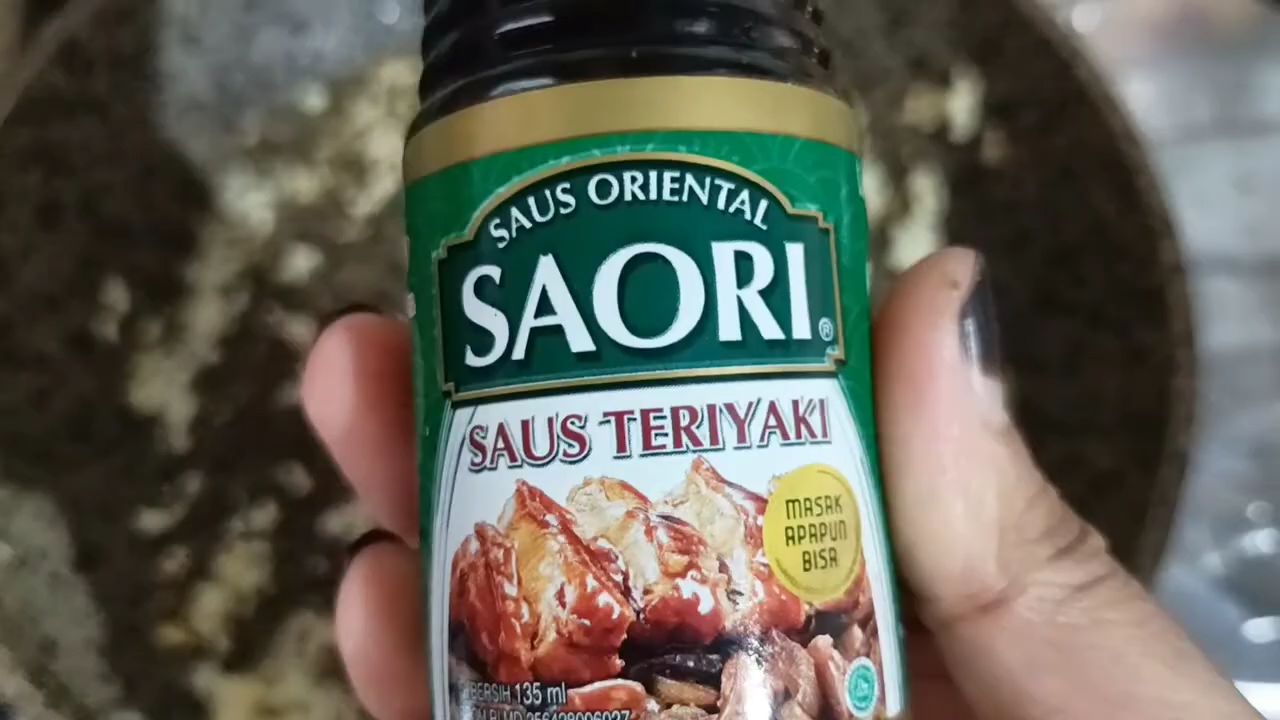 SAUS ORIENTAL
SAORI®
SAUS TERIYAKI
MASAK
APAPUN
BISA
BERSIH 135 ml